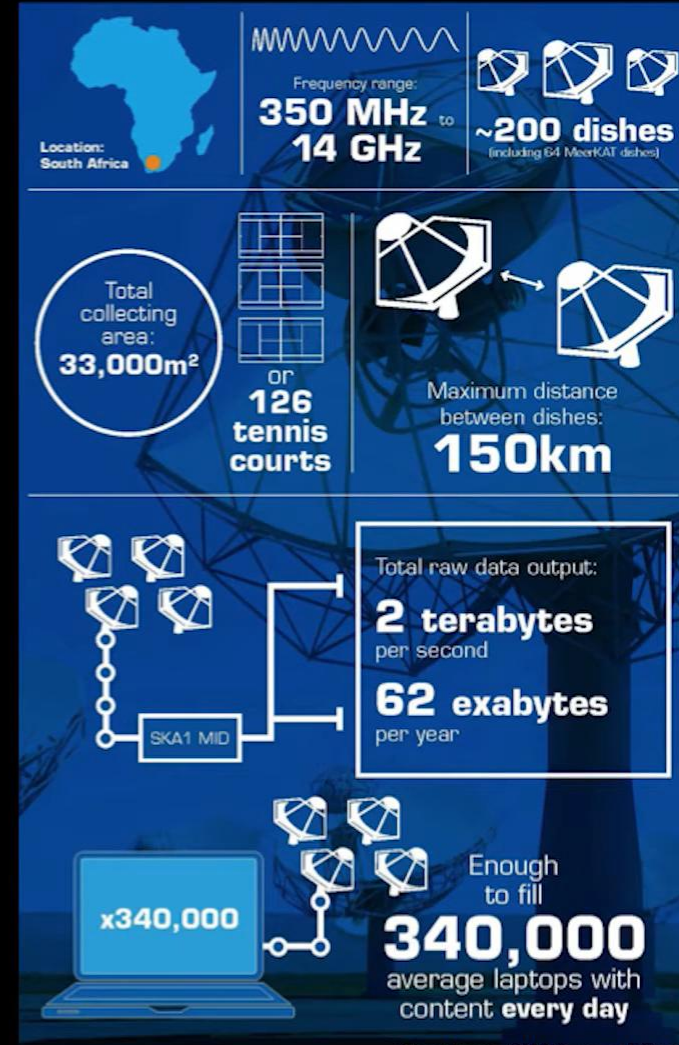 Location:
South Africa
Frequency range:
350 MHz to
14 GHz
~200 dishes
(including 64 MeerKAT dishes)
Total
collecting
area:
33,000m²
or
126
tennis
courts
Maximum distance
between dishes:
150km
SKA1 MID
Total raw data output:
2 terabytes
per second
62 exabytes
per year
x340,000
Enough
to fill
340,000
average laptops with
content every day